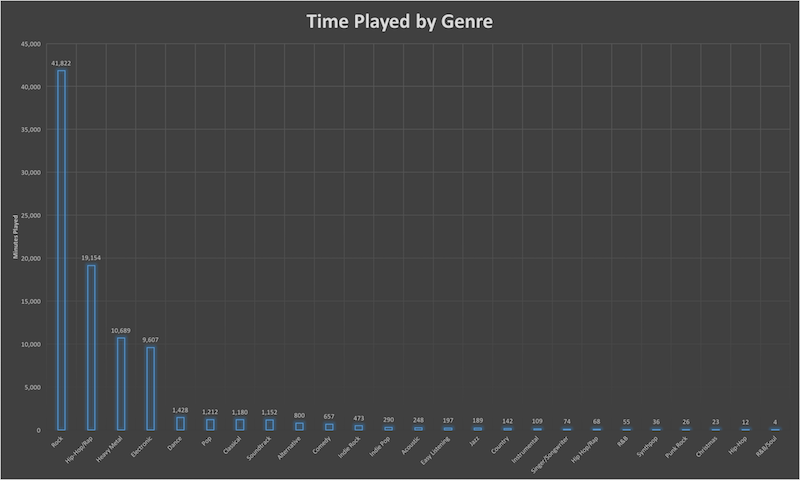 Time Played by Genre
45,000
40,000
35,000
30,000
25,000
20,000
15,000
10,000
5,000
0
Minutes Played
41,822
19,154
10,689
9,607
1,428
1,212
1,180
1,152
800
657
473
290
248
197
189
142
109
74
68
55
36
26
23
12
4
Rock
Hip-Hop/Rap
Heavy Metal
Electronic
Dance
Pop
Classical
Soundtrack
Alternative
Comedy
Indie Rock
Indie Pop
Acoustic
Easy Listening
Jazz
Country
Instrumental
Singer/Songwriter
Hip Hop/Rap
R&B
Synthpop
Punk Rock
Christmas
Hip-Hop
R&B/Soul